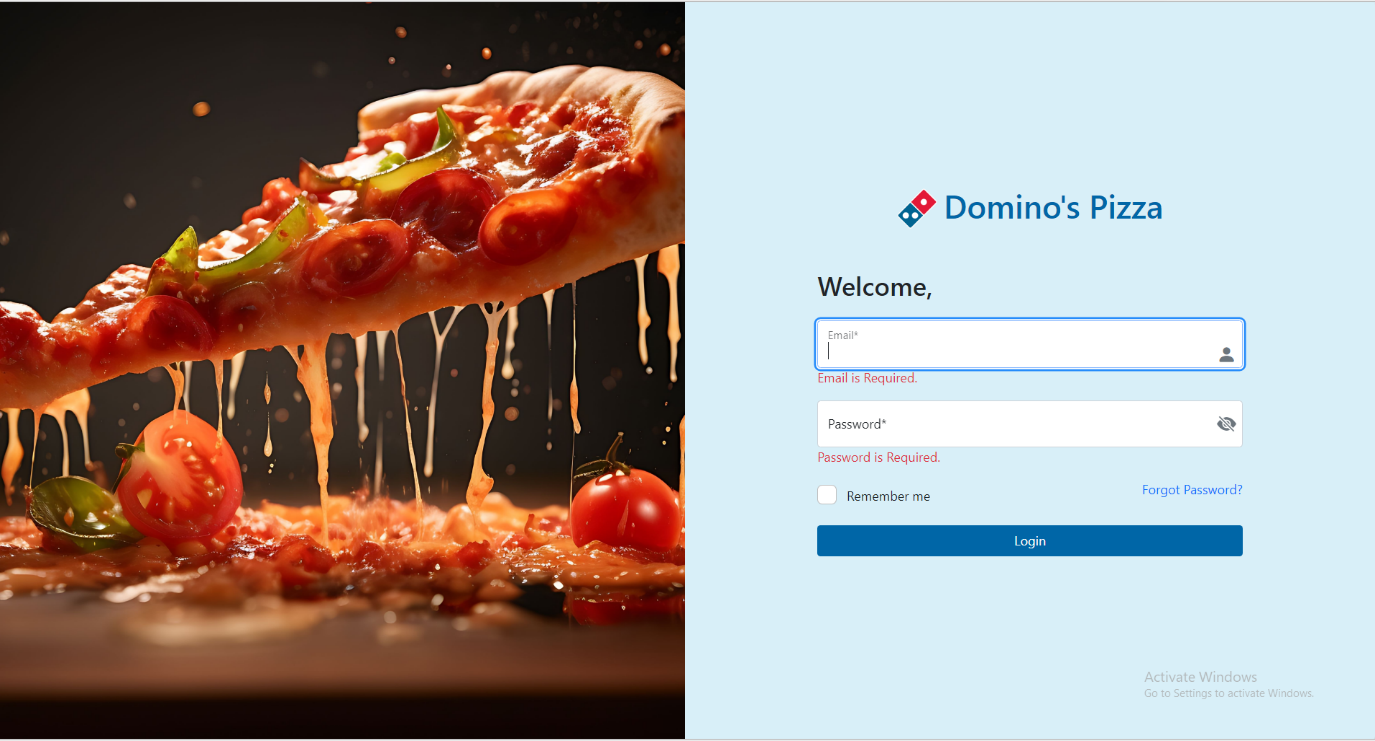 Domino's Pizza
Welcome,
Email*
Email is Required.
Password*
Password is Required.
Remember me
Forgot Password?
Login
Activate Windows
Go to Settings to activate Windows.